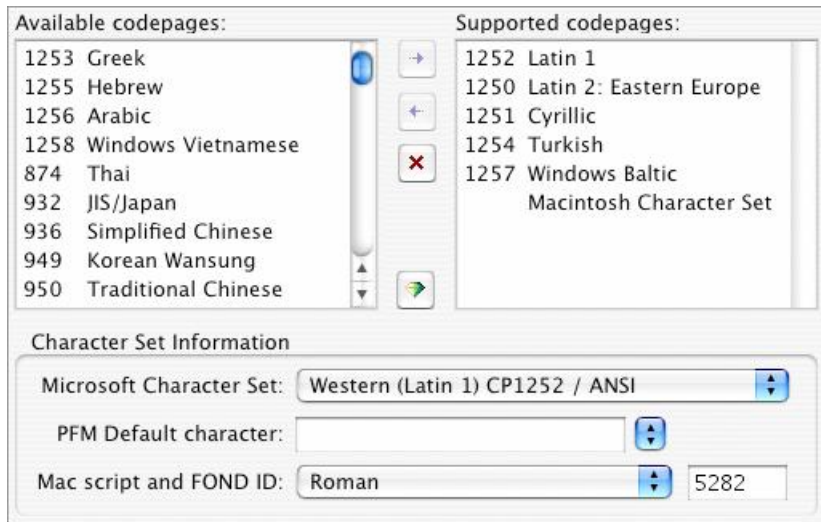 Available codepages:
1253 Greek
1255 Hebrew
1256 Arabic
1258 Windows Vietnamese
874 Thai
932 JIS/Japan
936 Simplified Chinese
949 Korean Wansung
950 Traditional Chinese
Supported codepages:
1252 Latin 1
1250 Latin 2: Eastern Europe
1251 Cyrillic
1254 Turkish
1257 Windows Baltic
Macintosh Character Set
Character Set Information
Microsoft Character Set: Western (Latin 1) CP1252 / ANSI
PFM Default character:
Mac script and FOND ID: Roman 5282